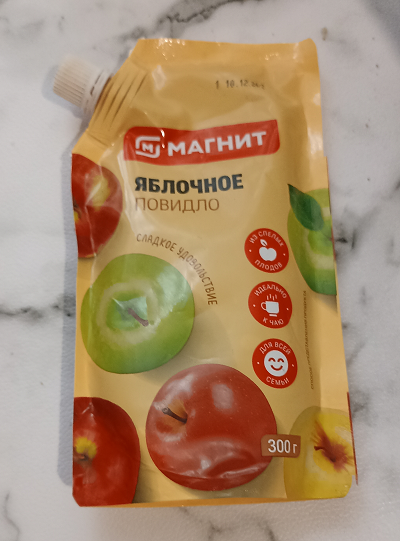 МАГНИТ
ЯБЛОЧНОЕ
ПОВИДЛО
СЛАДКОЕ УДОВОЛЬСТВИЕ
ИЗ СПЕЛЫХ
ПЛОДОВ
ИДЕАЛЬНО
К ЧАЮ
ДЛЯ ВСЕЙ
СЕМЬИ
300 г